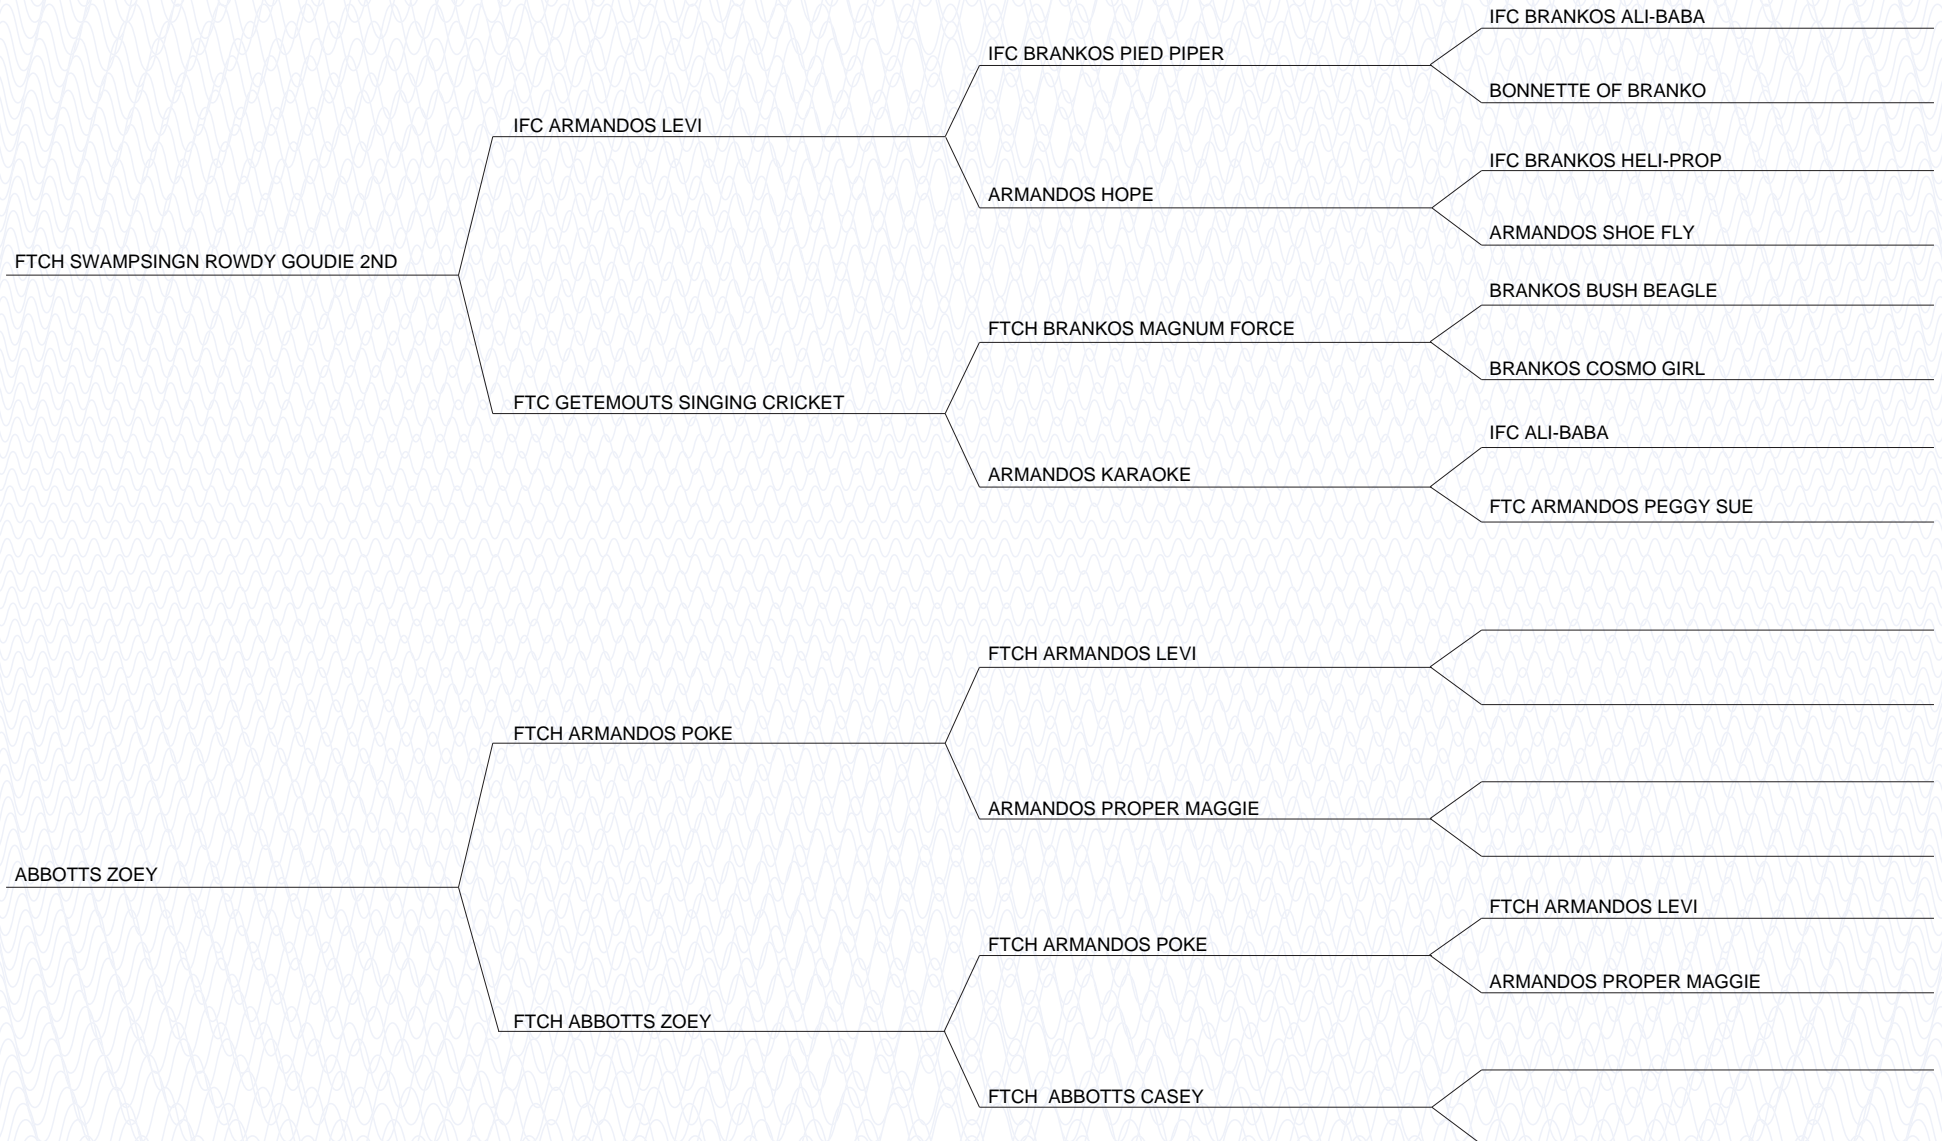 IFC BRANKOS ALI-BABA
IFC BRANKOS PIED PIPER
BONNETTE OF BRANKO
IFC ARMANDOS LEVI
IFC BRANKOS HELI-PROP
ARMANDOS HOPE
ARMANDOS SHOE FLY
FTCH SWAMPSINGN ROWDY GOUDIE 2ND
BRANKOS BUSH BEAGLE
FTCH BRANKOS MAGNUM FORCE
BRANKOS COSMO GIRL
FTC GETEMOUTS SINGING CRICKET
IFC ALI-BABA
ARMANDOS KARAOKE
FTC ARMANDOS PEGGY SUE
FTCH ARMANDOS LEVI
FTCH ARMANDOS POKE
ARMANDOS PROPER MAGGIE
ABBOTTS ZOEY
FTCH ARMANDOS LEVI
FTCH ARMANDOS POKE
ARMANDOS PROPER MAGGIE
FTCH ABBOTTS ZOEY
FTCH  ABBOTTS CASEY